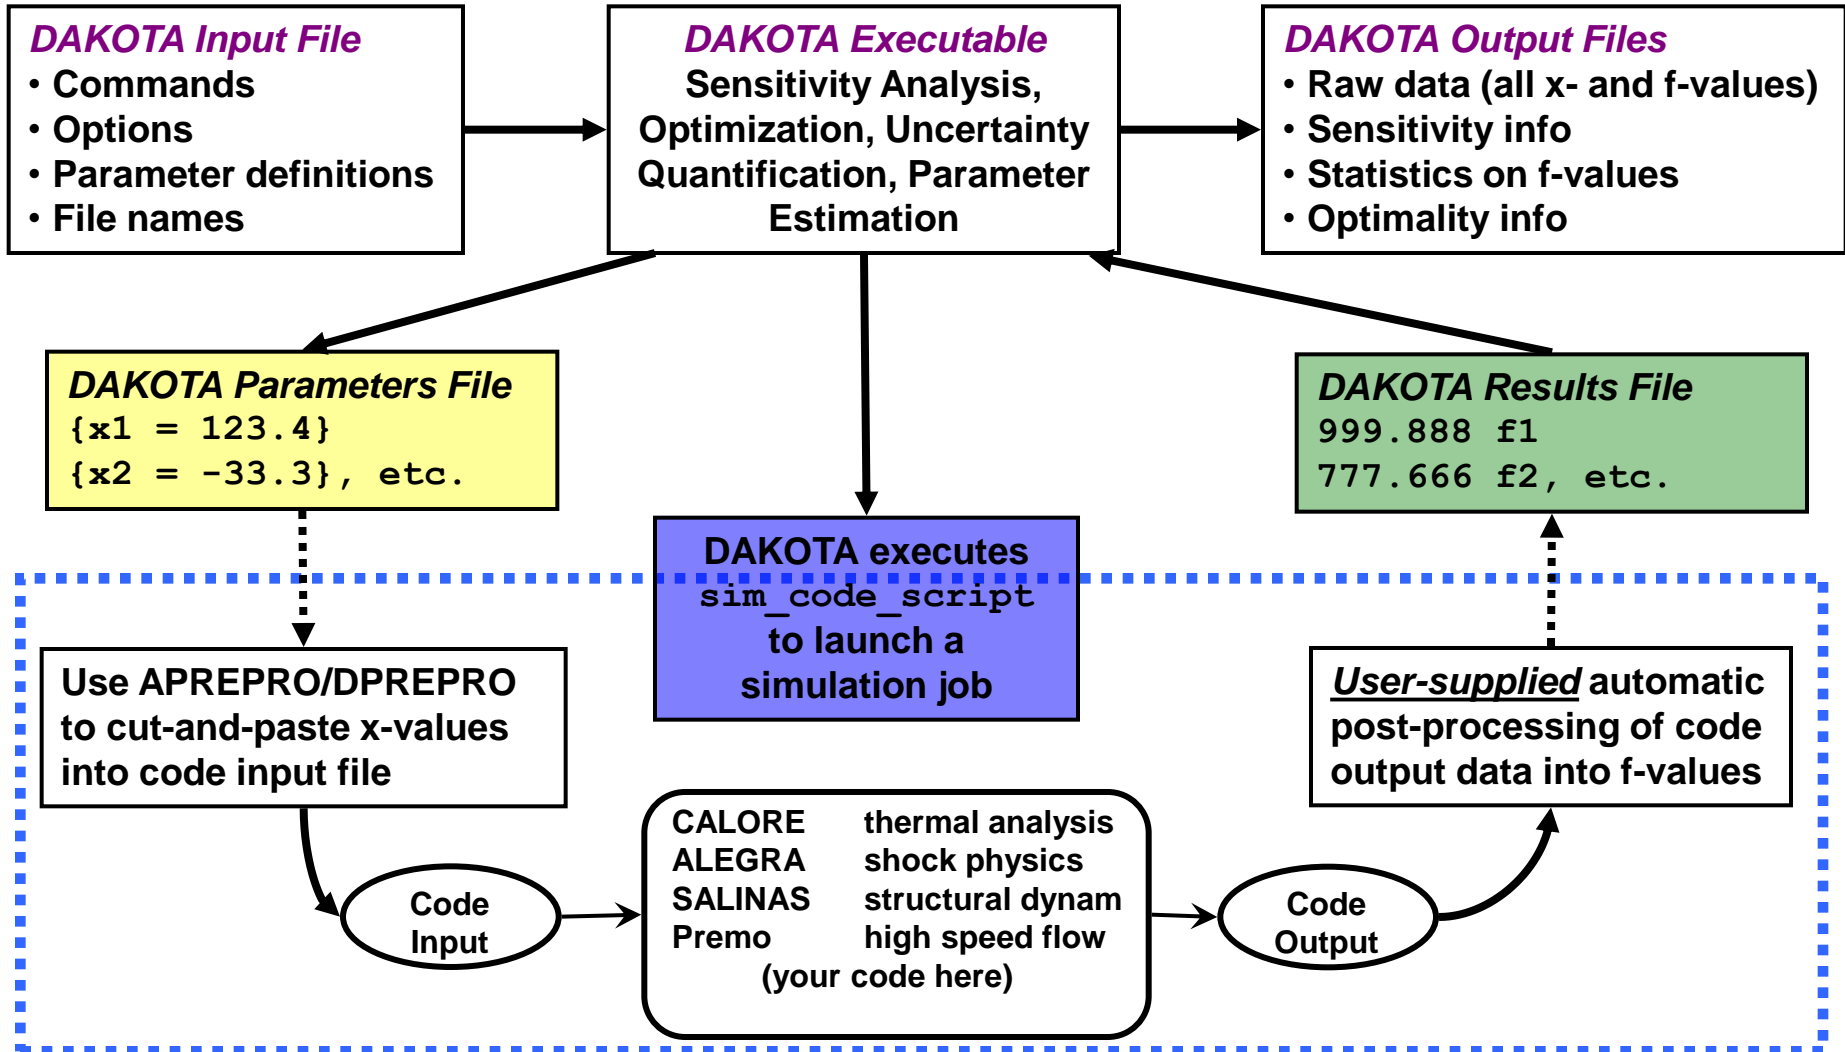 DAKOTA Input File
• Commands
• Options
• Parameter definitions
• File names
DAKOTA Executable
Sensitivity Analysis,
Optimization, Uncertainty
Quantification, Parameter
Estimation
DAKOTA Output Files
• Raw data (all x- and f-values)
• Sensitivity info
• Statistics on f-values
• Optimality info
DAKOTA Parameters File
{x1 = 123.4}
{x2 = -33.3}, etc.
DAKOTA executes
sim_code_script
to launch a
simulation job
DAKOTA Results File
999.888 f1
777.666 f2, etc.
Use APREPRO/DPREPRO
to cut-and-paste x-values
into code input file
User-supplied automatic
post-processing of code
output data into f-values
Code
Input
CALORE thermal analysis
ALEGRA shock physics
SALINAS structural dynam
Premo high speed flow
(your code here)
Code
Output